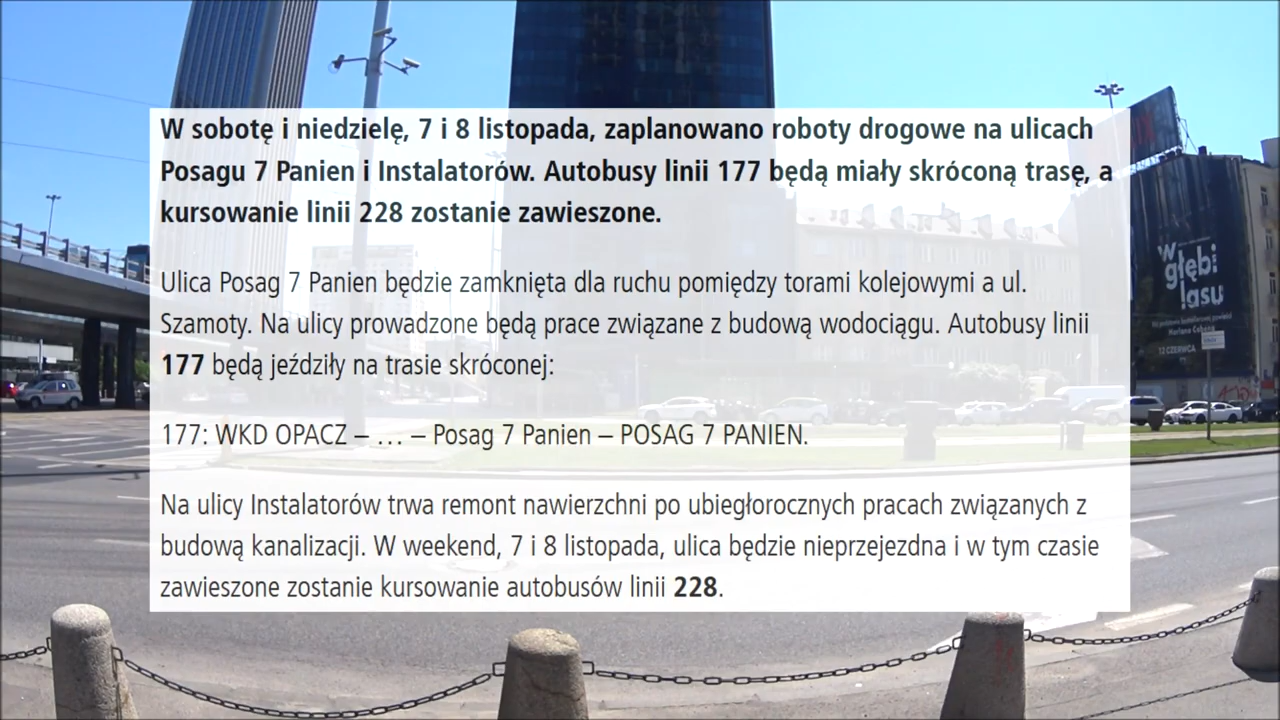 W sobotę i niedzielę, 7 i 8 listopada, zaplanowano roboty drogowe na ulicach
Posagu 7 Panien i Instalatorów. Autobusy linii 177 będą miały skróconą trasę, a
kursowanie linii 228 zostanie zawieszone.
Ulica Posag 7 Panien będzie zamknięta dla ruchu pomiędzy torami kolejowymi a ul.
Szamoty. Na ulicy prowadzone będą prace związane z budową wodociągu. Autobusy linii
177 będą jeździły na trasie skróconej:
177: WKD OPACZ – … – Posag 7 Panien – POSAG 7 PANIEN.
Na ulicy Instalatorów trwa remont nawierzchni po ubiegłorocznych pracach związanych z
budową kanalizacji. W weekend, 7 i 8 listopada, ulica będzie nieprzejezdna i w tym czasie
zawieszone zostanie kursowanie autobusów linii 228.
w
głębi
lasu
Harlana Cobena
12 CZERWCA